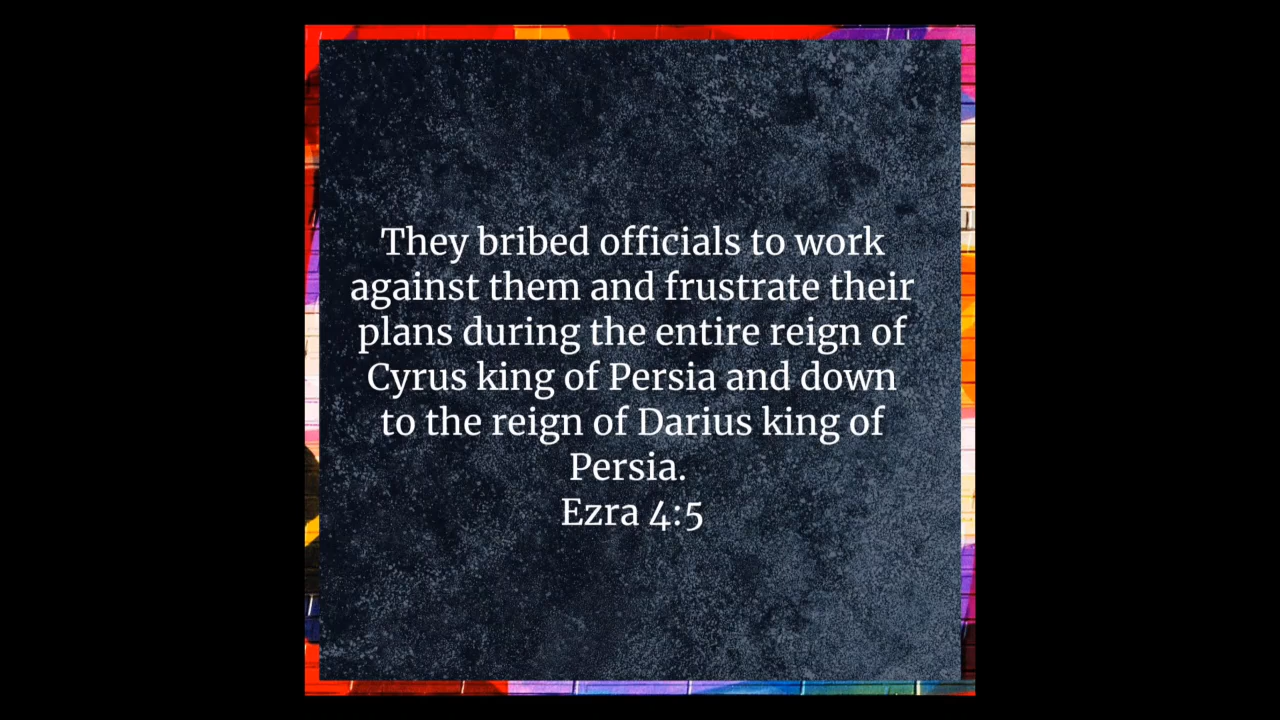 They bribed officials to work
against them and frustrate their
plans during the entire reign of
Cyrus king of Persia and down
to the reign of Darius king of
Persia.
Ezra 4:5